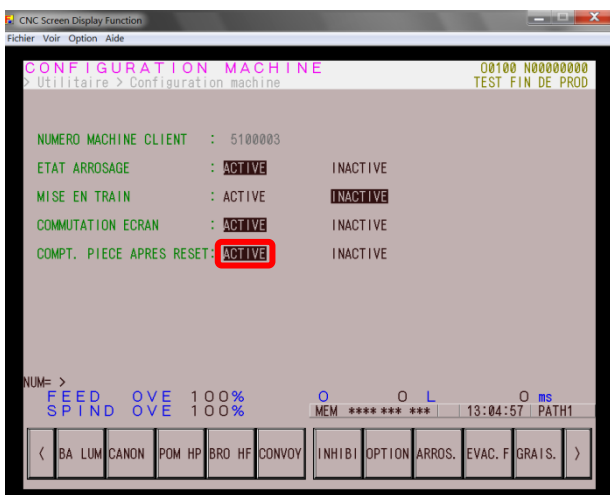 CNC Screen Display Function
Fichier Voir Option Aide
CONFIGURATION MACHINE O0100 N00000000
> Utilitaire > Configuration machine TEST FIN DE PROD
NUMERO MACHINE CLIENT : 5100003
ETAT ARROSAGE : ACTIVE INACTIVE
MISE EN TRAIN : ACTIVE INACTIVE
COMMUTATION ECRAN : ACTIVE INACTIVE
COMPT. PIECE APRES RESET: ACTIVE INACTIVE
NUM= >
FEED OVE 100% O O L O ms
SPIND OVE 100% MEM **** *** *** 13:04:57 PATH1
< BA LUM CANON POM HP BRO HF CONVOY INHIBI OPTION ARROS. EVAC. F GRAIS. >